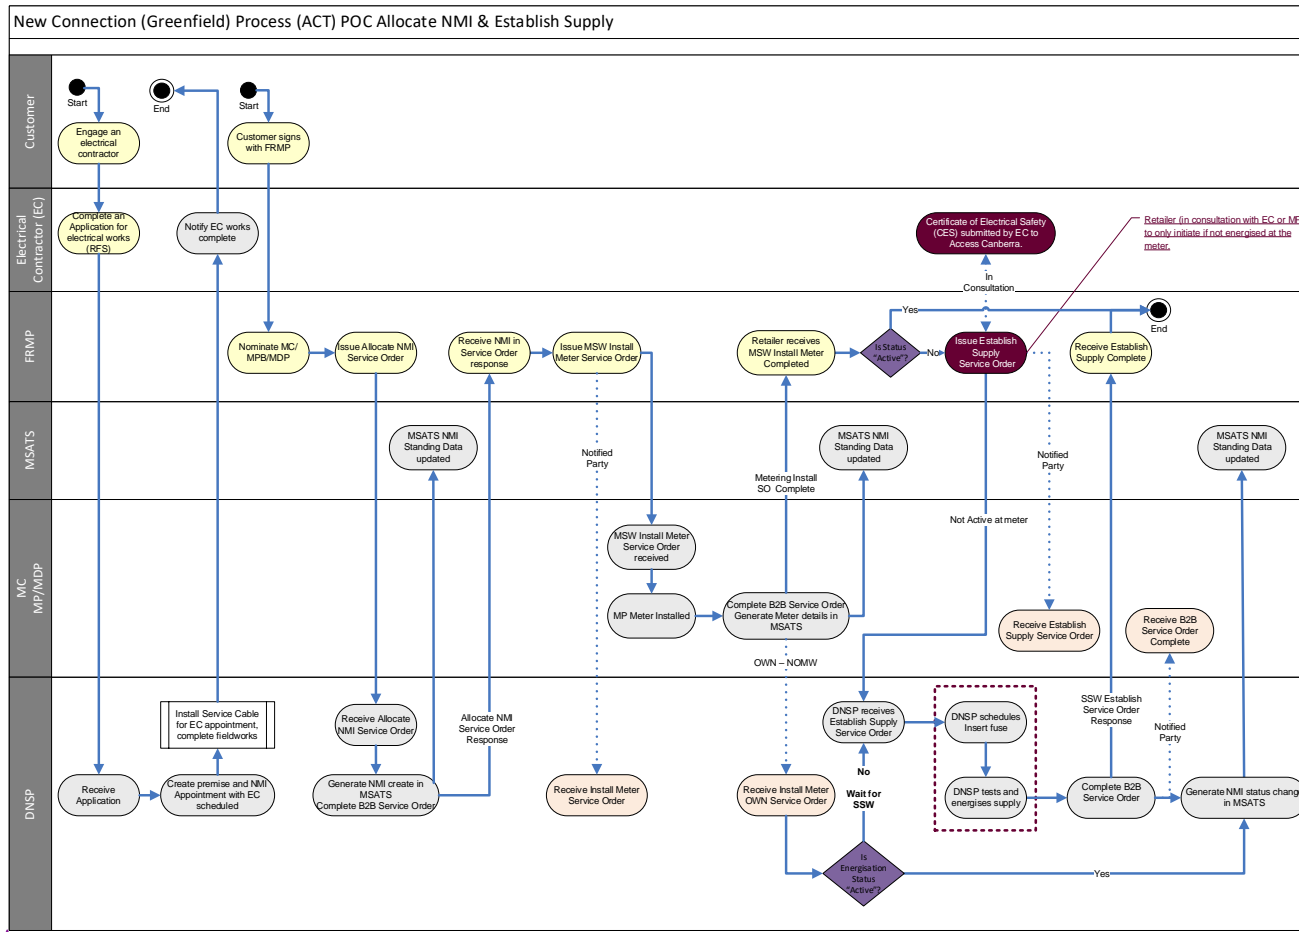 New Connection (Greenfield) Process (ACT) POC Allocate NMI & Establish Supply
Customer
Start
End
Start
Engage an
electrical
contractor
Customer signs
with FRMP
Electrical
Contractor (EC)
Complete an
Application for
electrical works
(RFS)
Notify EC works
complete
Certificate of Electrical Safety
(CES) submitted by EC to
Access Canberra.
Retailer (in consultation with EC or MP
to only initiate if not energised at the
meter.
In
Consultation
FRMP
Nominate MC/
MPB/MDP
Issue Allocate NMI
Service Order
Receive NMI in
Service Order
response
Issue MSW Install
Meter Service Order
Retailer receives
MSW Install Meter
Completed
Is Status
"Active"?
Yes
No
Issue Establish
Supply
Service Order
Receive Establish
Supply Complete
End
MSATS
MSATS NMI
Standing Data
updated
Notified
Party
Metering Install
SO Complete
MSATS NMI
Standing Data
updated
Notified
Party
MSATS NMI
Standing Data
updated
MC
MP/MDP
MSW Install Meter
Service Order
received
MP Meter Installed
Complete B2B Service Order
Generate Meter details in
MSATS
OWN – NOMW
Not Active at meter
Receive Establish
Supply Service Order
Receive B2B
Service Order
Complete
DNSP
Install Service Cable
for EC appointment,
complete fieldworks
Receive
Application
Create premise and NMI
Appointment with EC
scheduled
Receive Allocate
NMI Service Order
Generate NMI create in
MSATS
Complete B2B Service Order
Allocate NMI
Service Order
Response
Receive Install Meter
Service Order
Receive Install Meter
OWN Service Order
DNSP receives
Establish Supply
Service Order
No
Wait for
SSW
Is
Energisation
Status
"Active"?
Yes
DNSP schedules
Insert fuse
DNSP tests and
energises supply
SSW Establish
Service Order
Response
Complete B2B
Service Order
Notified
Party
Generate NMI status change
in MSATS